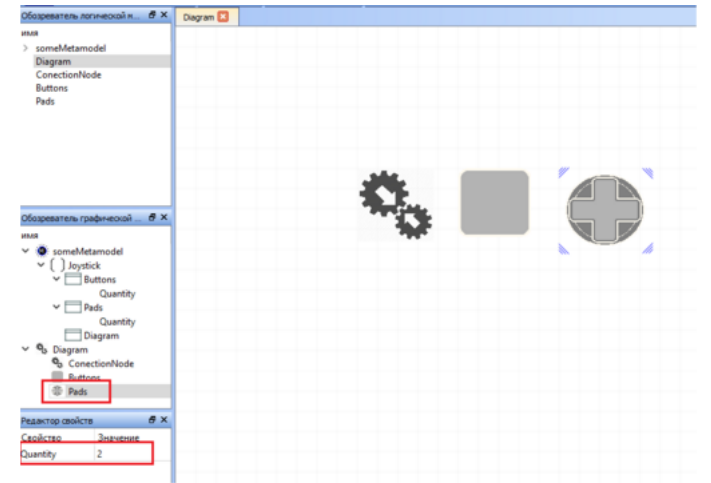 Обозреватель логической м...
Diagram
имя
someMetamodel
Diagram
ConectionNode
Buttons
Pads
Обозреватель графической ...
имя
someMetamodel
Joystick
Buttons
Quantity
Pads
Quantity
Diagram
Diagram
ConectionNode
Buttons
Pads
Редактор свойств
Свойство Значение
Quantity 2